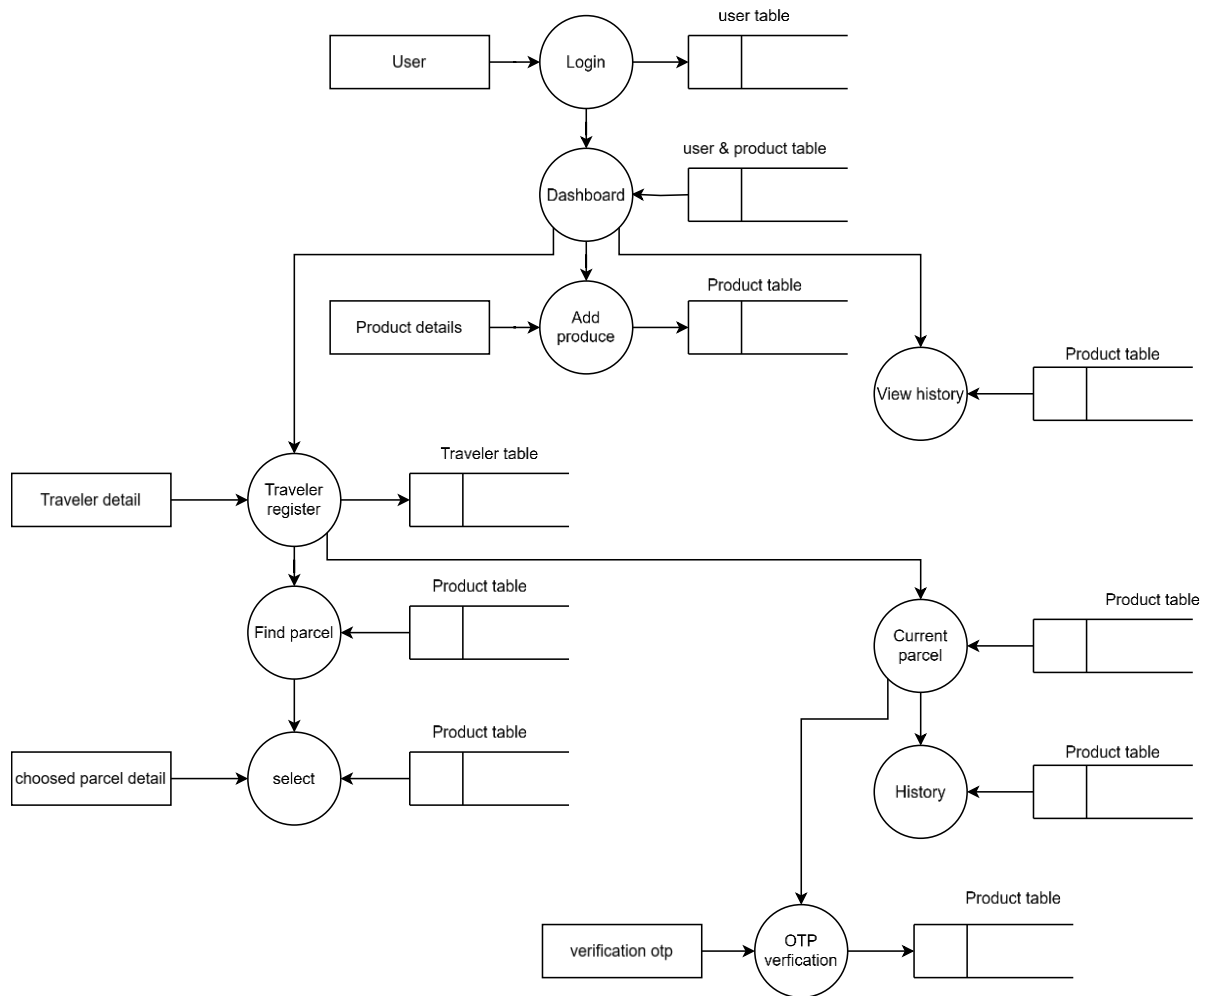 user table
User
Login
user & product table
Dashboard
Product table
Product details
Add
produce
Product table
View history
Traveler table
Traveler detail
Traveler
register
Product table
Find parcel
Product table
Current
parcel
Product table
choosed parcel detail
select
Product table
History
Product table
verification otp
OTP
verfication